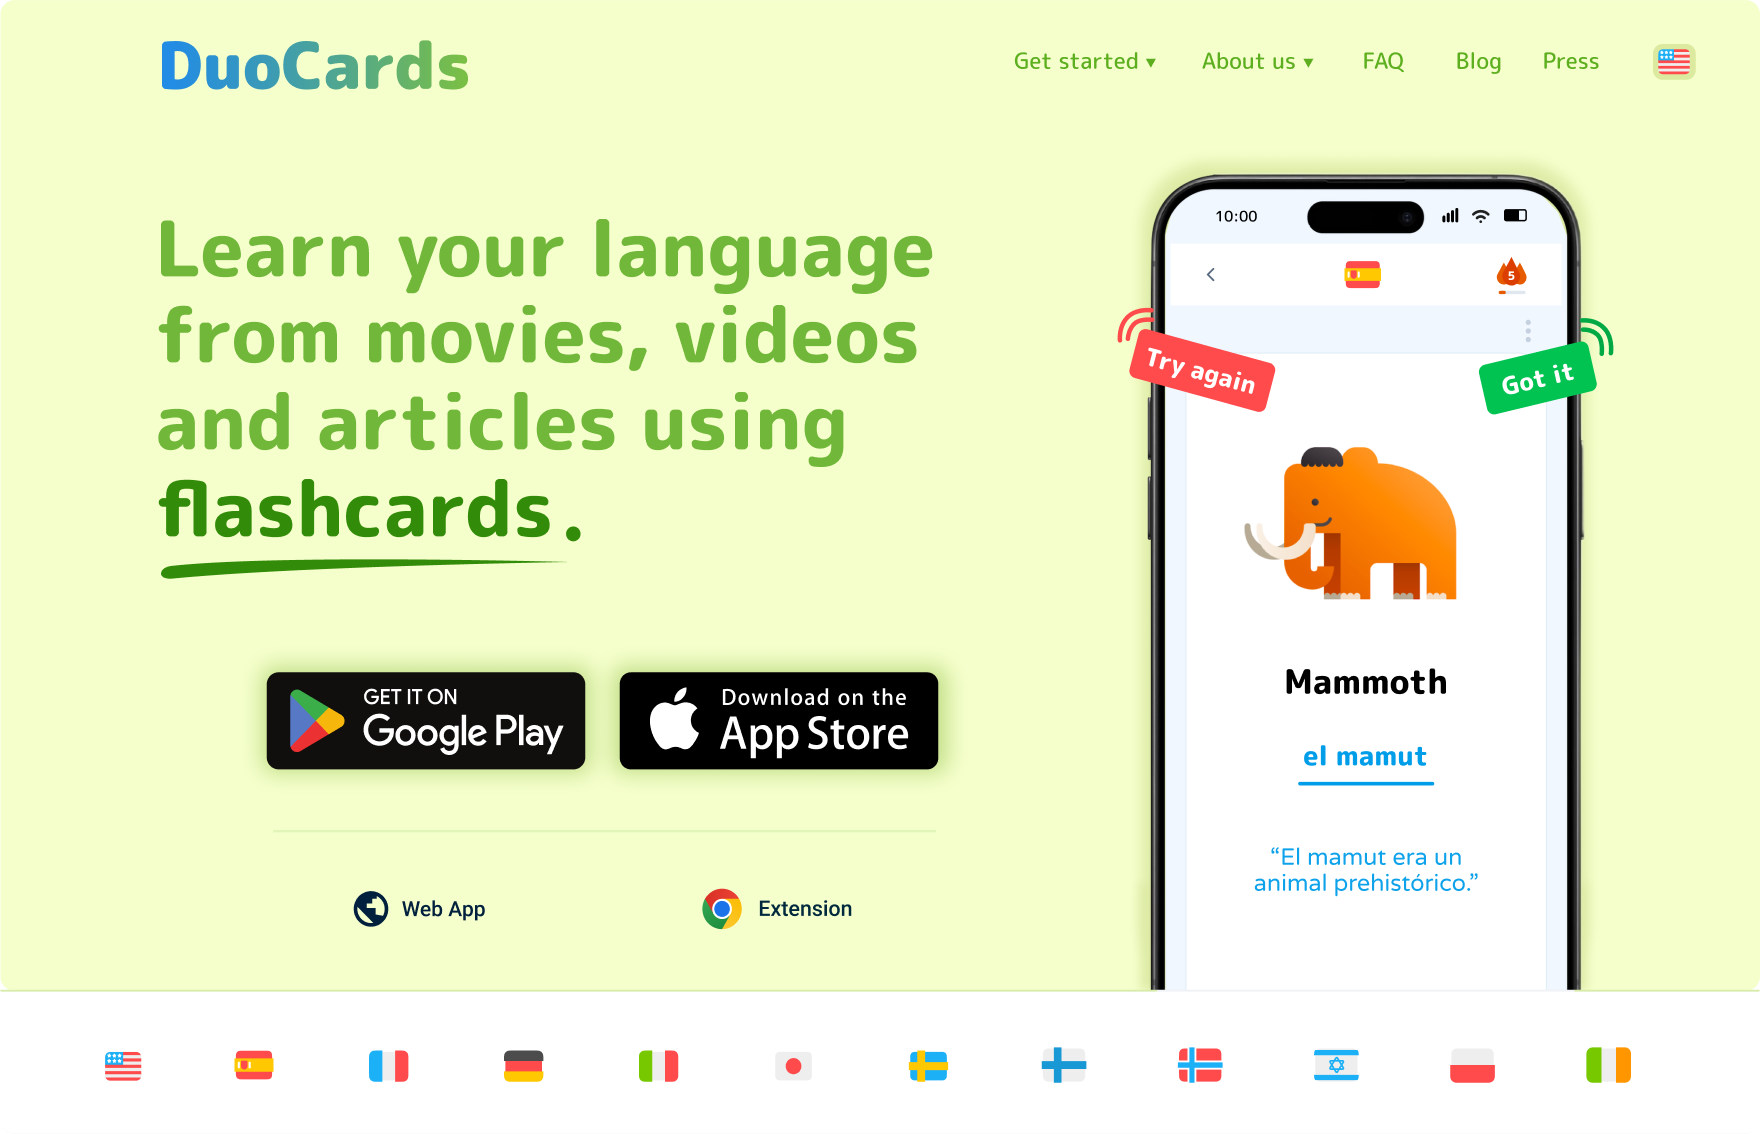 DuoCards
Get started ▾ About us ▾ FAQ Blog Press
Learn your language
from movies, videos
and articles using
flashcards.
GET IT ON
Google Play
Download on the
App Store
Web App
Extension
10:00
5
Try again
Got it
Mammoth
el mamut
“El mamut era un
animal prehistórico.”